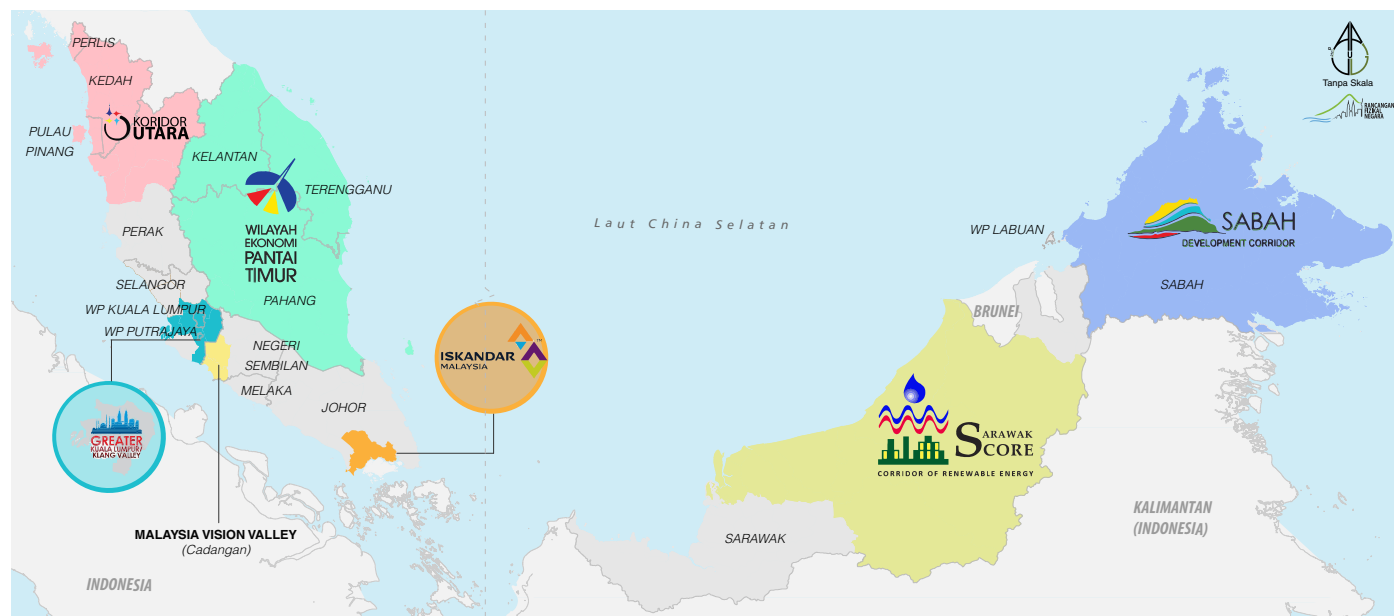 PERLIS
KEDAH
KORIDOR
UTARA
PULAU
PINANG
KELANTAN
TERENGGANU
WILAYAH
EKONOMI
PANTAI
TIMUR
PERAK
SELANGOR
PAHANG
WP KUALA LUMPUR
WP PUTRAJAYA
NEGERI
SEMBILAN
MELAKA
JOHOR
ISKANDAR
MALAYSIA
GREATER
KUALA LUMPUR/
KLANG VALLEY
MALAYSIA VISION VALLEY
(Cadangan)
INDONESIA
Laut China Selatan
WP LABUAN
BRUNEI
SABAH
DEVELOPMENT CORRIDOR
SABAH
SARAWAK
SCORE
CORRIDOR OF RENEWABLE ENERGY
SARAWAK
KALIMANTAN
(INDONESIA)
Tanpa Skala
RANCANGAN
FIZIKAL
NEGARA